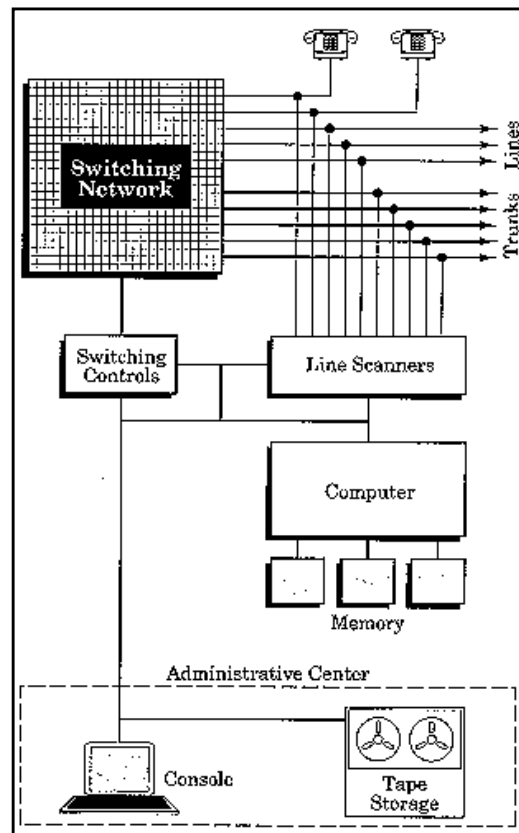 Switching
Network
Lines
Trunks
Switching
Controls
Line Scanners
Computer
Memory
Administrative Center
Console
Tape
Storage